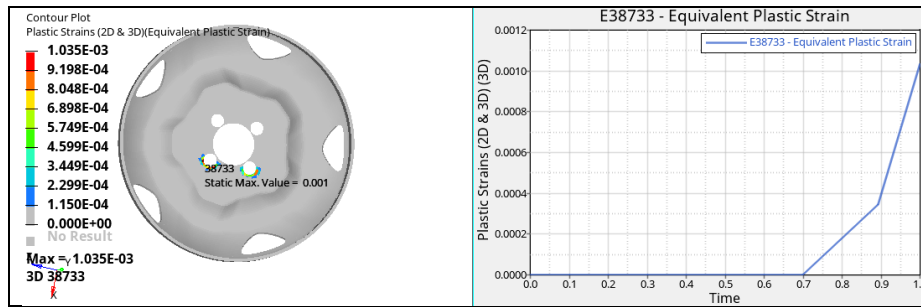 Contour Plot
Plastic Strains (2D & 3D)(Equivalent Plastic Strain)
1.035E-03
9.198E-04
8.048E-04
6.898E-04
5.749E-04
4.599E-04
3.449E-04
2.299E-04
1.150E-04
0.000E+00
No Result
Max = 1.035E-03
3D 38733
Y
X
38733
Static Max. Value = 0.001
E38733 - Equivalent Plastic Strain
E38733 - Equivalent Plastic Strain
Plastic Strains (2D & 3D) (3D)
0.0012
0.0010
0.0008
0.0006
0.0004
0.0002
0.0000
0.0 0.1 0.2 0.3 0.4 0.5 0.6 0.7 0.8 0.9
Time